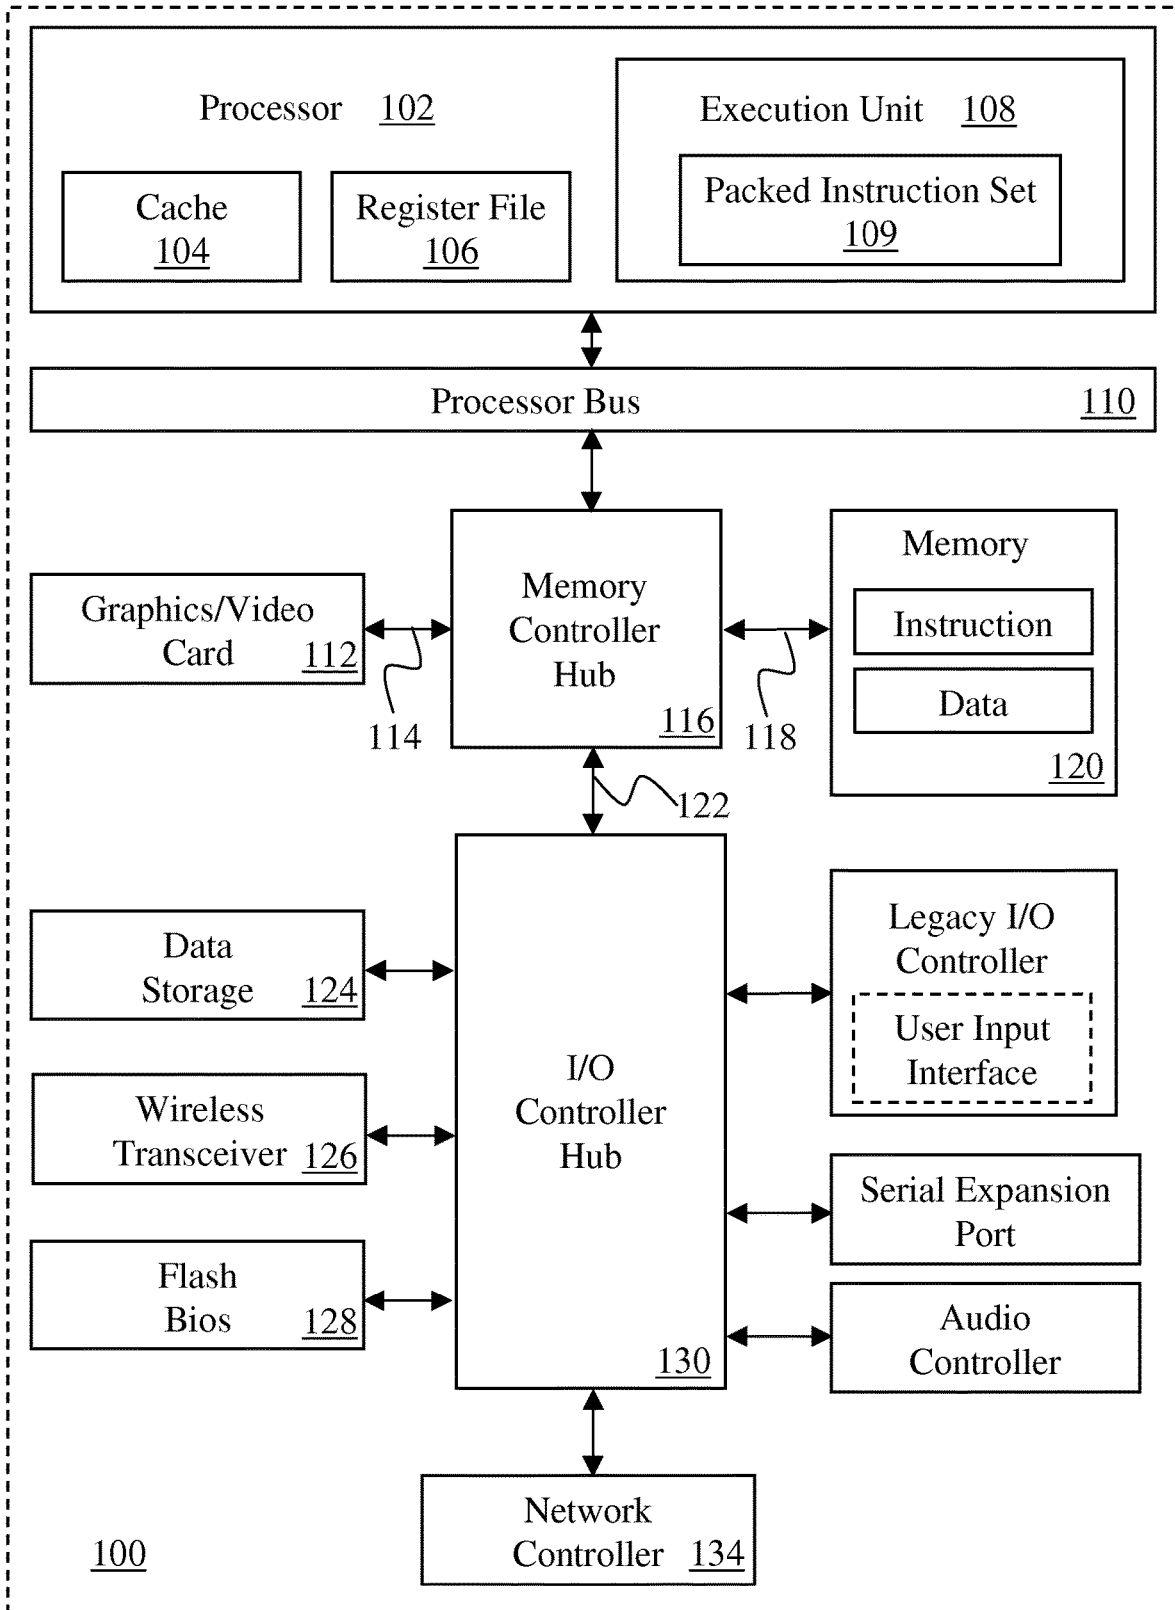 Processor 102
Execution Unit 108
Cache
104
Register File
106
Packed Instruction Set
109
Processor Bus 110
Graphics/Video
Card 112
114
Memory
Controller
Hub
116
118
Memory
Instruction
Data
120
122
Data
Storage 124
Wireless
Transceiver 126
Flash
Bios 128
I/O
Controller
Hub
130
Legacy I/O
Controller
User Input
Interface
Serial Expansion
Port
Audio
Controller
Network
Controller 134
100